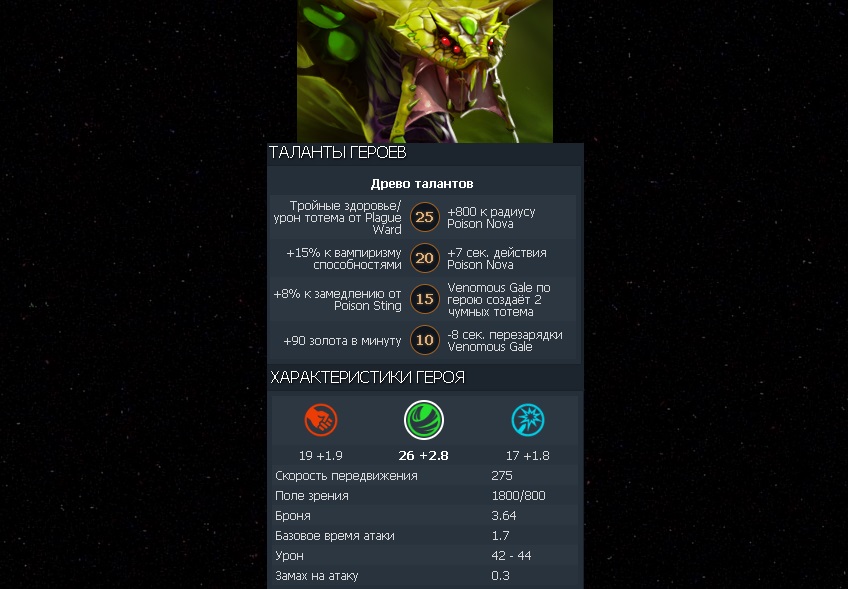 ТАЛАНТЫ ГЕРОЕВ
Древо талантов
Тройные здоровье/
урон тотема от Plague
Ward
25
+800 к радиусу
Poison Nova
+15% к вампиризму
способностями
20
+7 сек. действия
Poison Nova
+8% к замедлению от
Poison Sting
15
Venomous Gale по
герою создаёт 2
чумных тотема
+90 золота в минуту
10
-8 сек. перезарядки
Venomous Gale
ХАРАКТЕРИСТИКИ ГЕРОЯ
19 +1.9 26 +2.8 17 +1.8
Скорость передвижения 275
Поле зрения 1800/800
Броня 3.64
Базовое время атаки 1.7
Урон 42 - 44
Замах на атаку 0.3